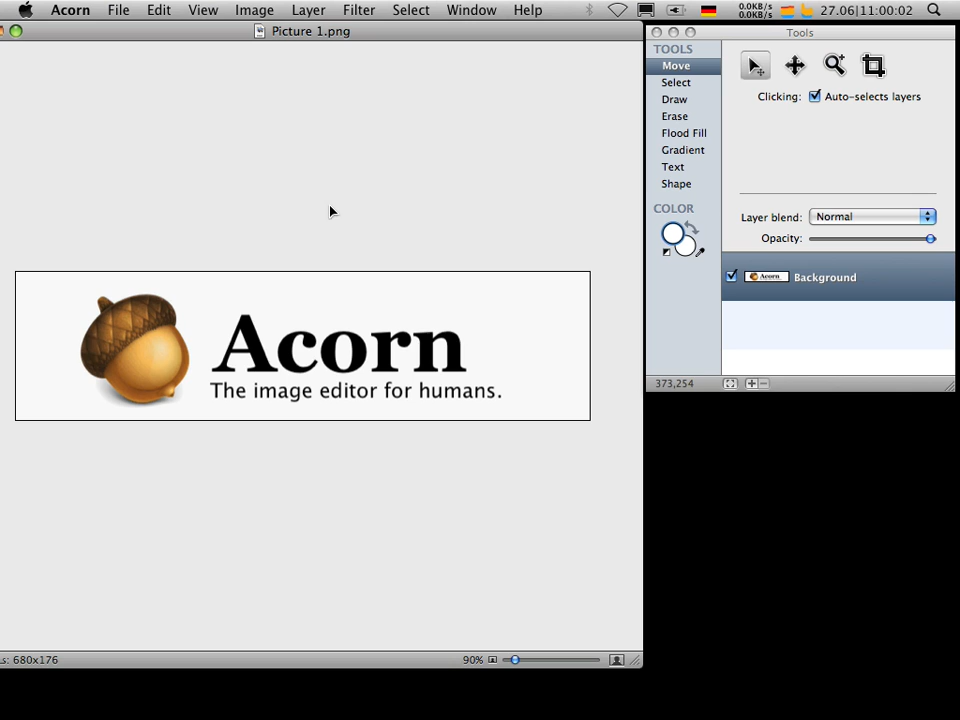 Acorn File Edit View Image Layer Filter Select Window Help 0.0KB/s 0.0KB/s 27.06|11:00:02
Picture 1.png
Tools
TOOLS
Move
Select
Draw
Erase
Flood Fill
Gradient
Text
Shape
COLOR
Clicking: Auto-selects layers
Layer blend: Normal
Opacity:
Acorn Background
373,254
Acorn
The image editor for humans.
s: 680x176 90%